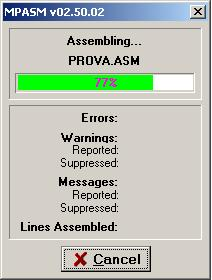 MPASM v02.50.02
Assembling...
PROVA.ASM
77%
Errors:
Warnings:
Reported:
Suppressed:
Messages:
Reported:
Suppressed:
Lines Assembled:
Cancel